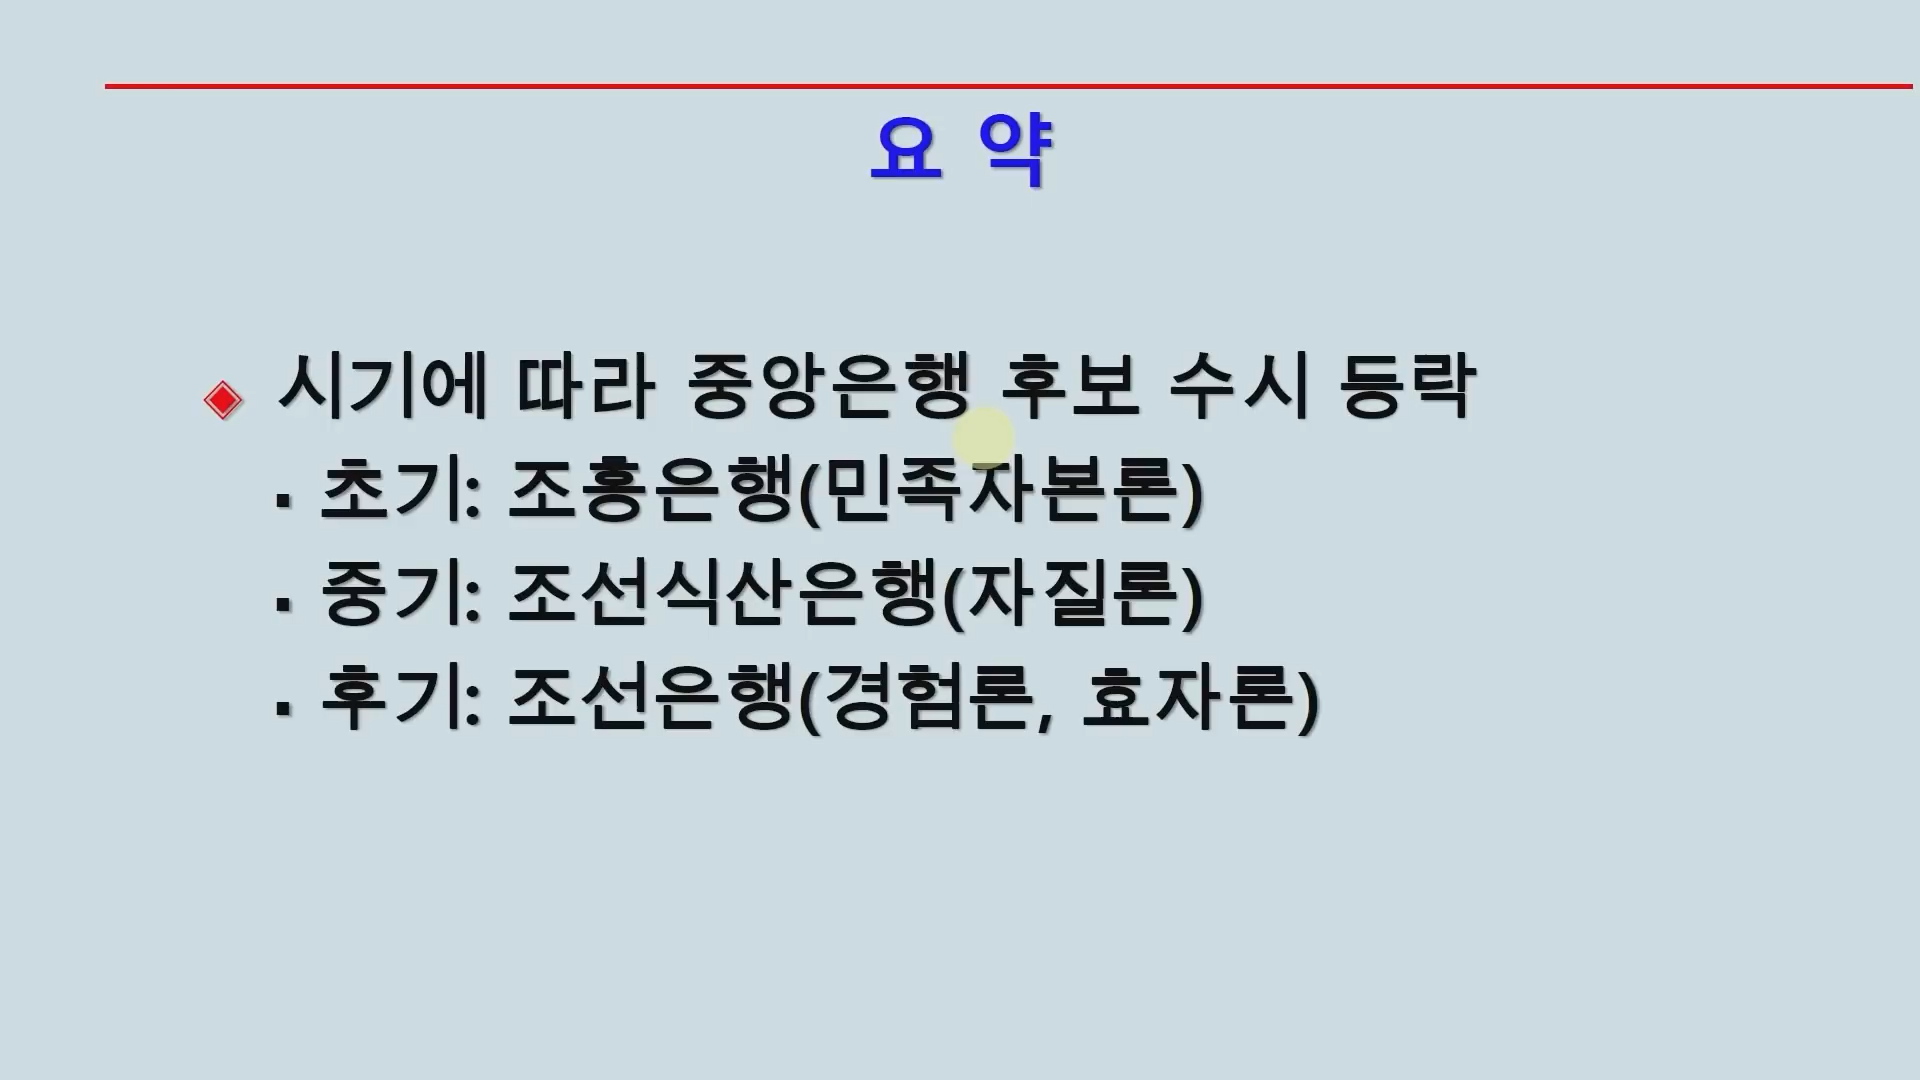 요 약
◈ 시기에 따라 중앙은행 후보 수시 등락
▪ 초기: 조흥은행(민족자본론)
▪ 중기: 조선식산은행(자질론)
▪ 후기: 조선은행(경험론, 효자론)